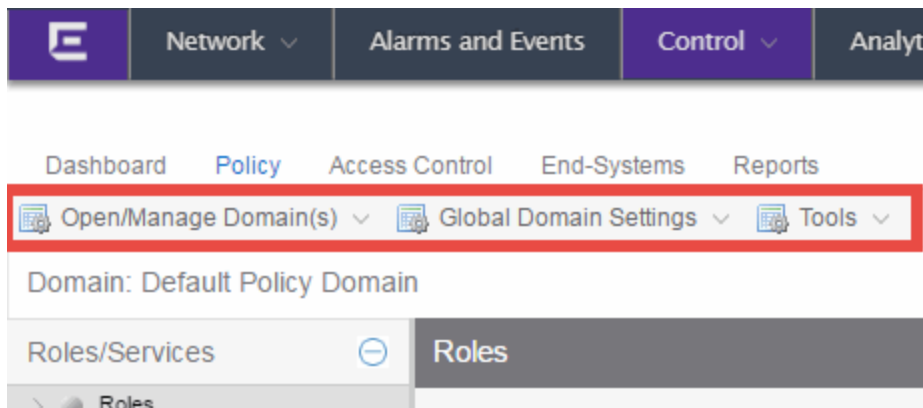 Network Alarms and Events Control Analyt
Dashboard Policy Access Control End-Systems Reports
Open/Manage Domain(s) Global Domain Settings Tools
Domain: Default Policy Domain
Roles/Services Roles
Roles